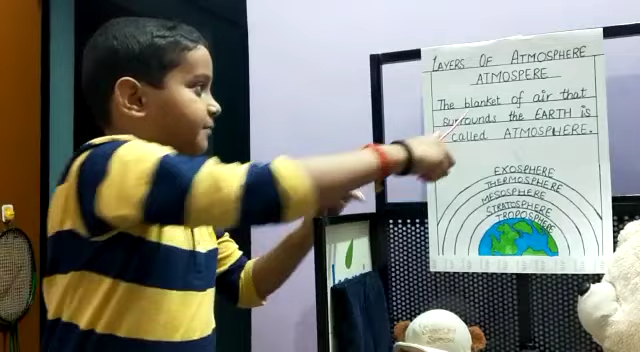 LAYERS OF ATMOSPHERE
ATMOSPERE
The blanket of air that
surrounds the EARTH is
called ATMOSPHERE.
EXOSPHERE
THERMOSPHERE
MESOSPHERE
STRATOSPHERE
TROPOSPHERE